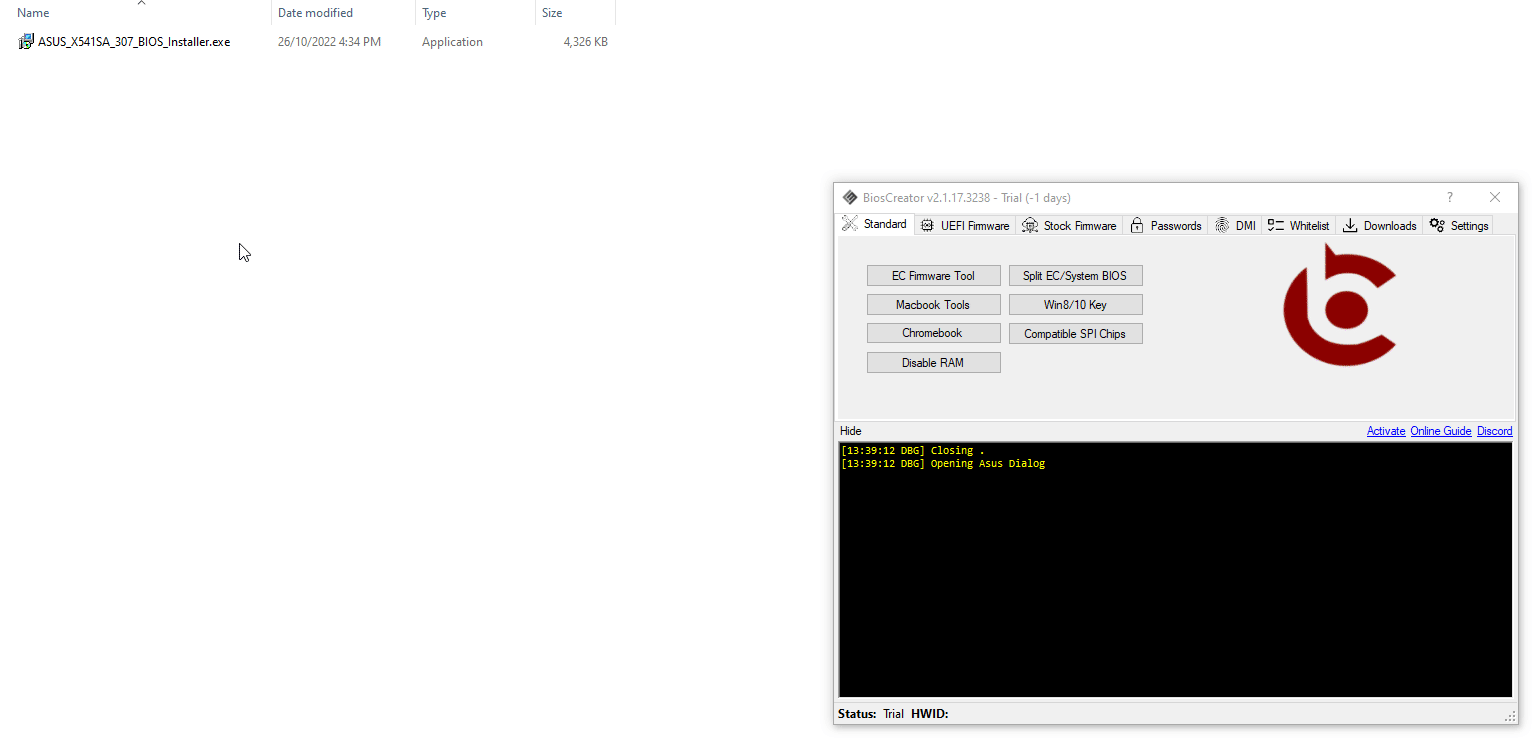 Name Date modified Type Size
ASUS_X541SA_307_BIOS_Installer.exe 26/10/2022 4:34 PM Application 4,326 KB
BiosCreator v2.1.17.3238 - Trial (-1 days) ?
Standard UEFI Firmware Stock Firmware Passwords DMI Whitelist Downloads Settings
EC Firmware Tool Split EC/System BIOS
Macbook Tools Win8/10 Key
Chromebook Compatible SPI Chips
Disable RAM
Hide Activate Online Guide Discord
[13:39:12 DBG] Closing .
[13:39:12 DBG] Opening Asus Dialog
Status: Trial HWID: